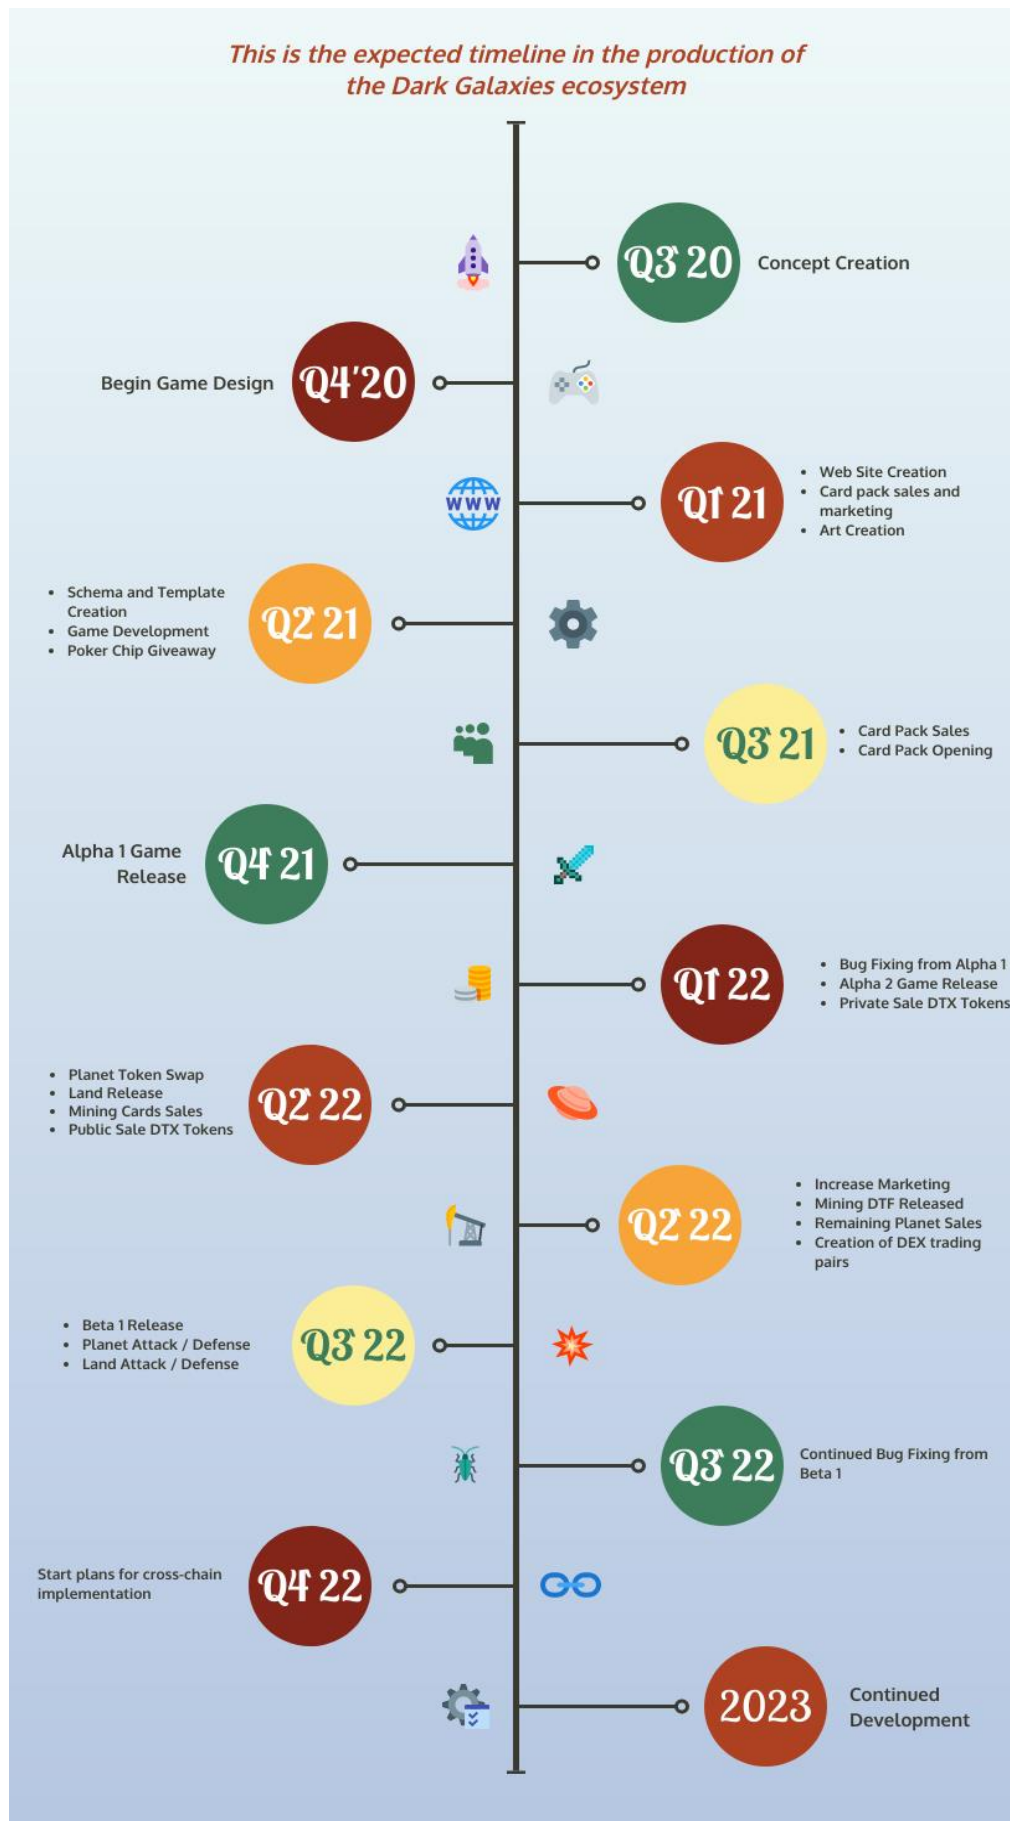 This is the expected timeline in the production of
the Dark Galaxies ecosystem
Q3'20
Concept Creation
Begin Game Design
Q4'20
WWW
Q1'21
• Web Site Creation
• Card pack sales and
marketing
• Art Creation
• Schema and Template
Creation
• Game Development
• Poker Chip Giveaway
Q2'21
Q3'21
• Card Pack Sales
• Card Pack Opening
Alpha 1 Game
Release
Q4'21
Q1'22
• Bug Fixing from Alpha 1
• Alpha 2 Game Release
• Private Sale DTX Tokens
• Planet Token Swap
• Land Release
• Mining Cards Sales
• Public Sale DTX Tokens
Q2'22
Q2'22
• Increase Marketing
• Mining DTF Released
• Remaining Planet Sales
• Creation of DEX trading
pairs
• Beta 1 Release
• Planet Attack / Defense
• Land Attack / Defense
Q3'22
Q3'22
Continued Bug Fixing from
Beta 1
Start plans for cross-chain
implementation
Q4'22
2023
Continued
Development